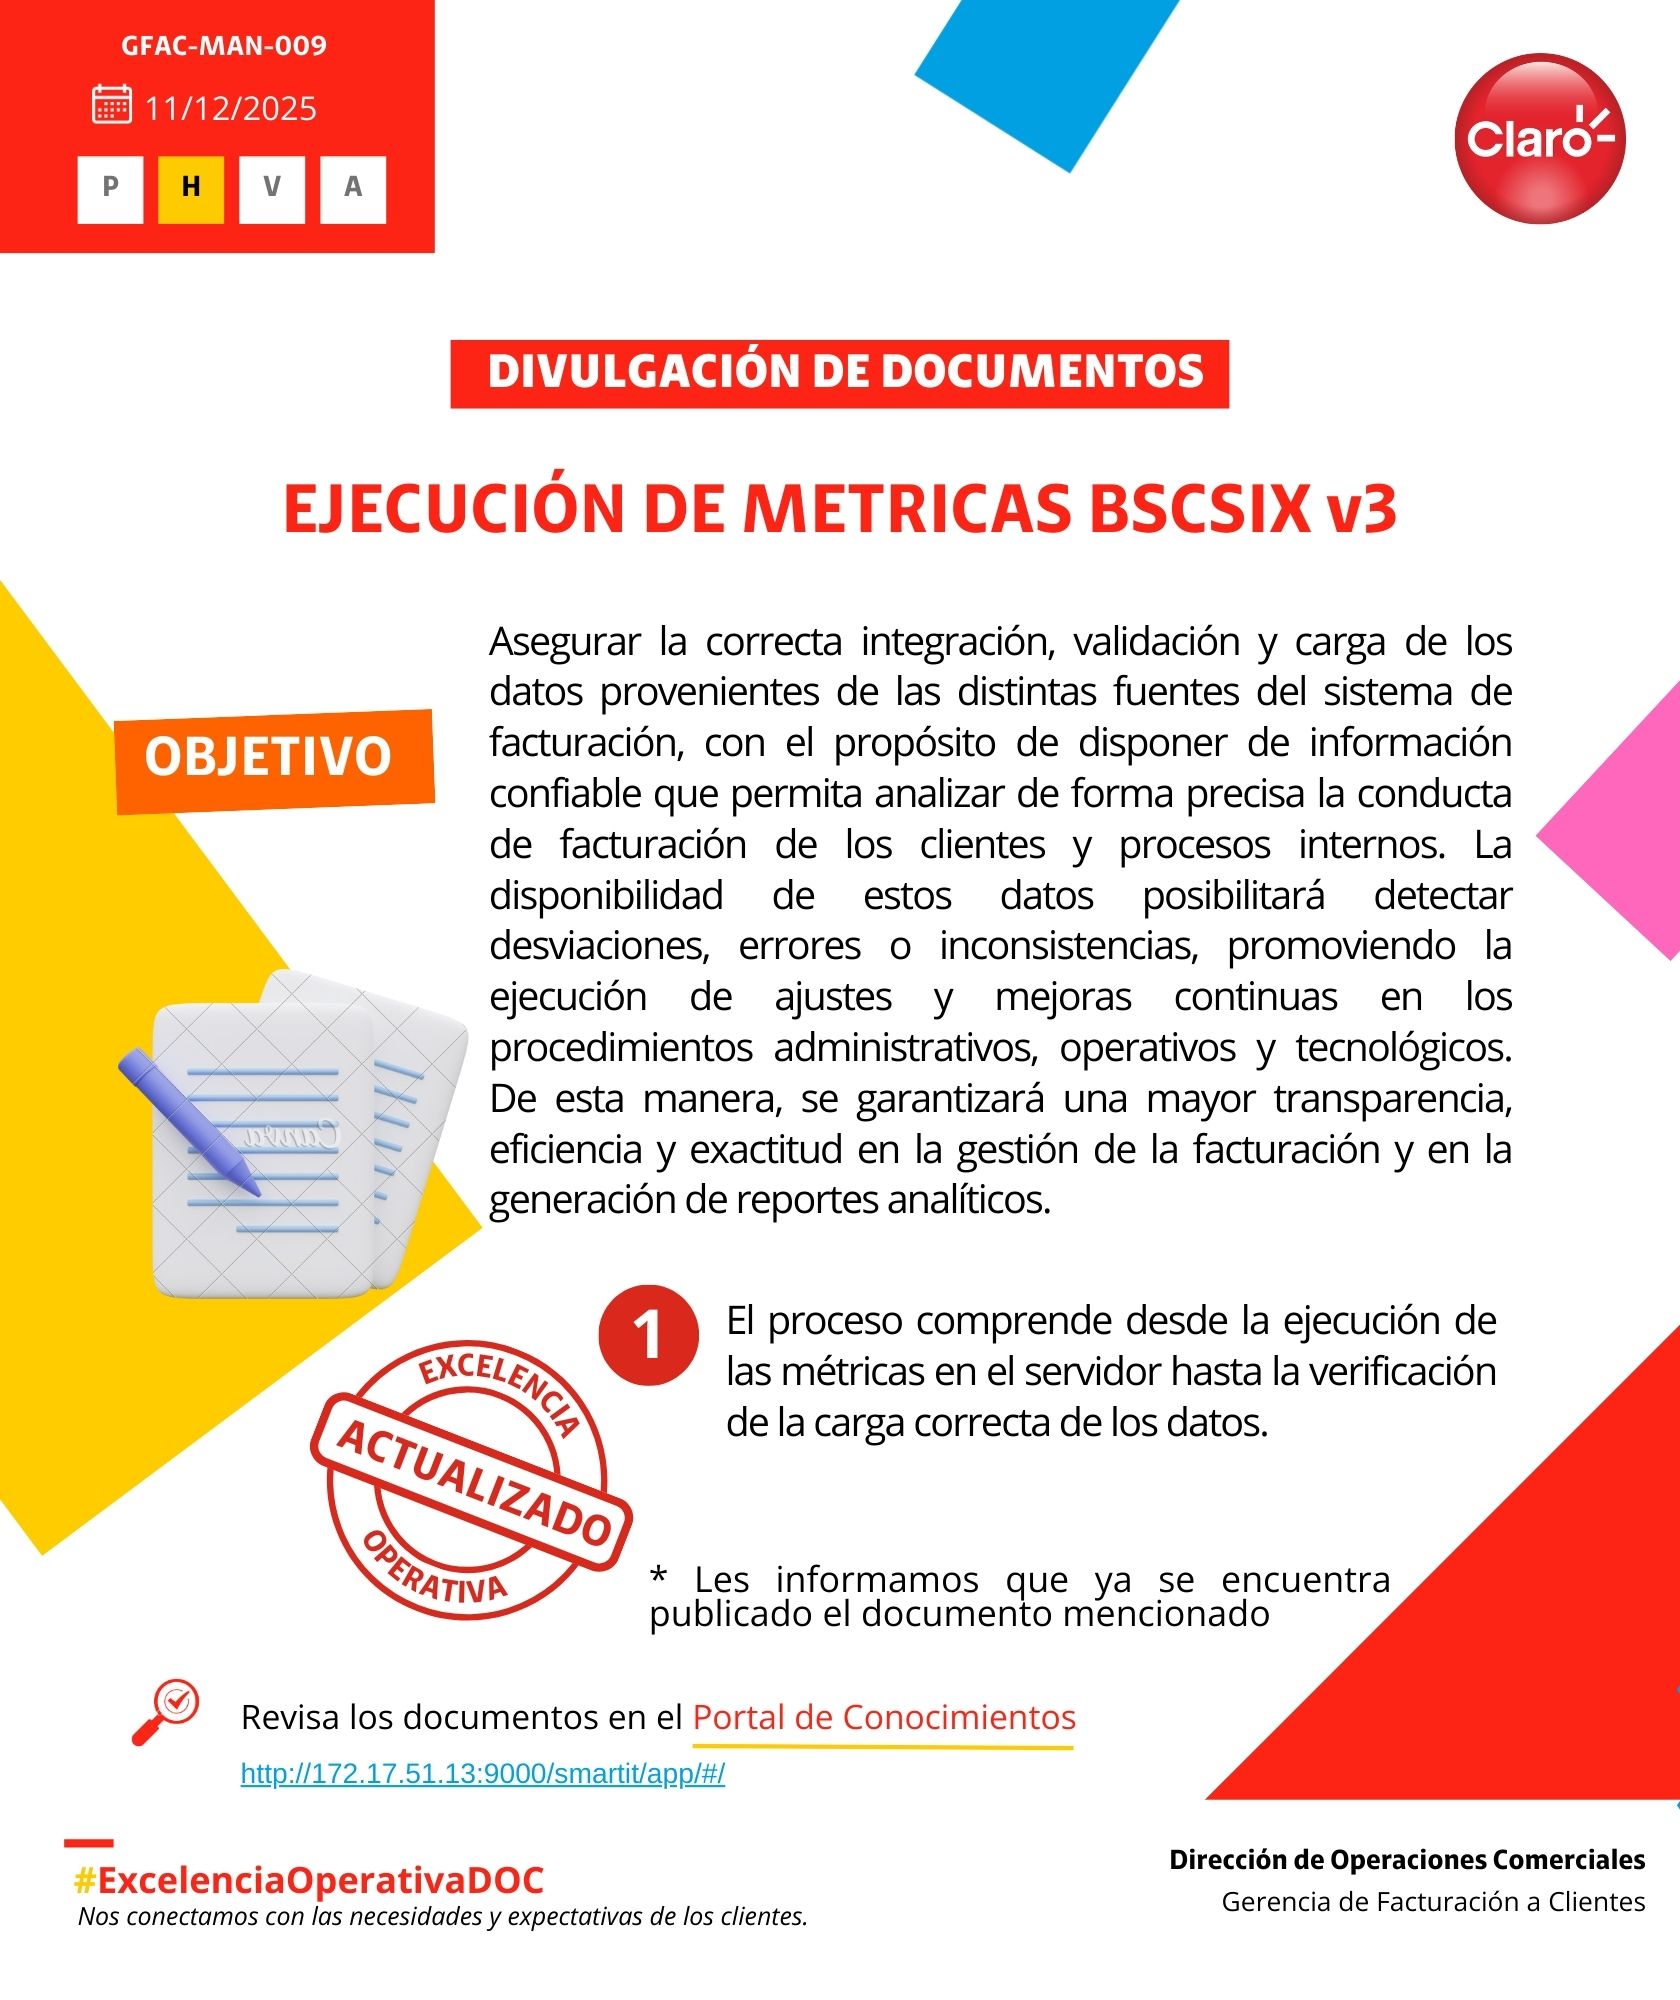 GFAC-MAN-009
11/12/2025
P H V A
Claro
DIVULGACIÓN DE DOCUMENTOS
EJECUCIÓN DE METRICAS BSCSIX v3
OBJETIVO
Asegurar la correcta integración, validación y carga de los
datos provenientes de las distintas fuentes del sistema de
facturación, con el propósito de disponer de información
confiable que permita analizar de forma precisa la conducta
de facturación de los clientes y procesos internos. La
disponibilidad de estos datos posibilitará detectar
desviaciones, errores o inconsistencias, promoviendo la
ejecución de ajustes y mejoras continuas en los
procedimientos administrativos, operativos y tecnológicos.
De esta manera, se garantizará una mayor transparencia,
eficiencia y exactitud en la gestión de la facturación y en la
generación de reportes analíticos.
Canva
1
El proceso comprende desde la ejecución de
las métricas en el servidor hasta la verificación
de la carga correcta de los datos.
EXCELENCIA
ACTUALIZADO
OPERATIVA
* Les informamos que ya se encuentra
publicado el documento mencionado
Revisa los documentos en el Portal de Conocimientos
http://172.17.51.13:9000/smartit/app/#/
#ExcelenciaOperativaDOC
Nos conectamos con las necesidades y expectativas de los clientes.
Dirección de Operaciones Comerciales
Gerencia de Facturación a Clientes